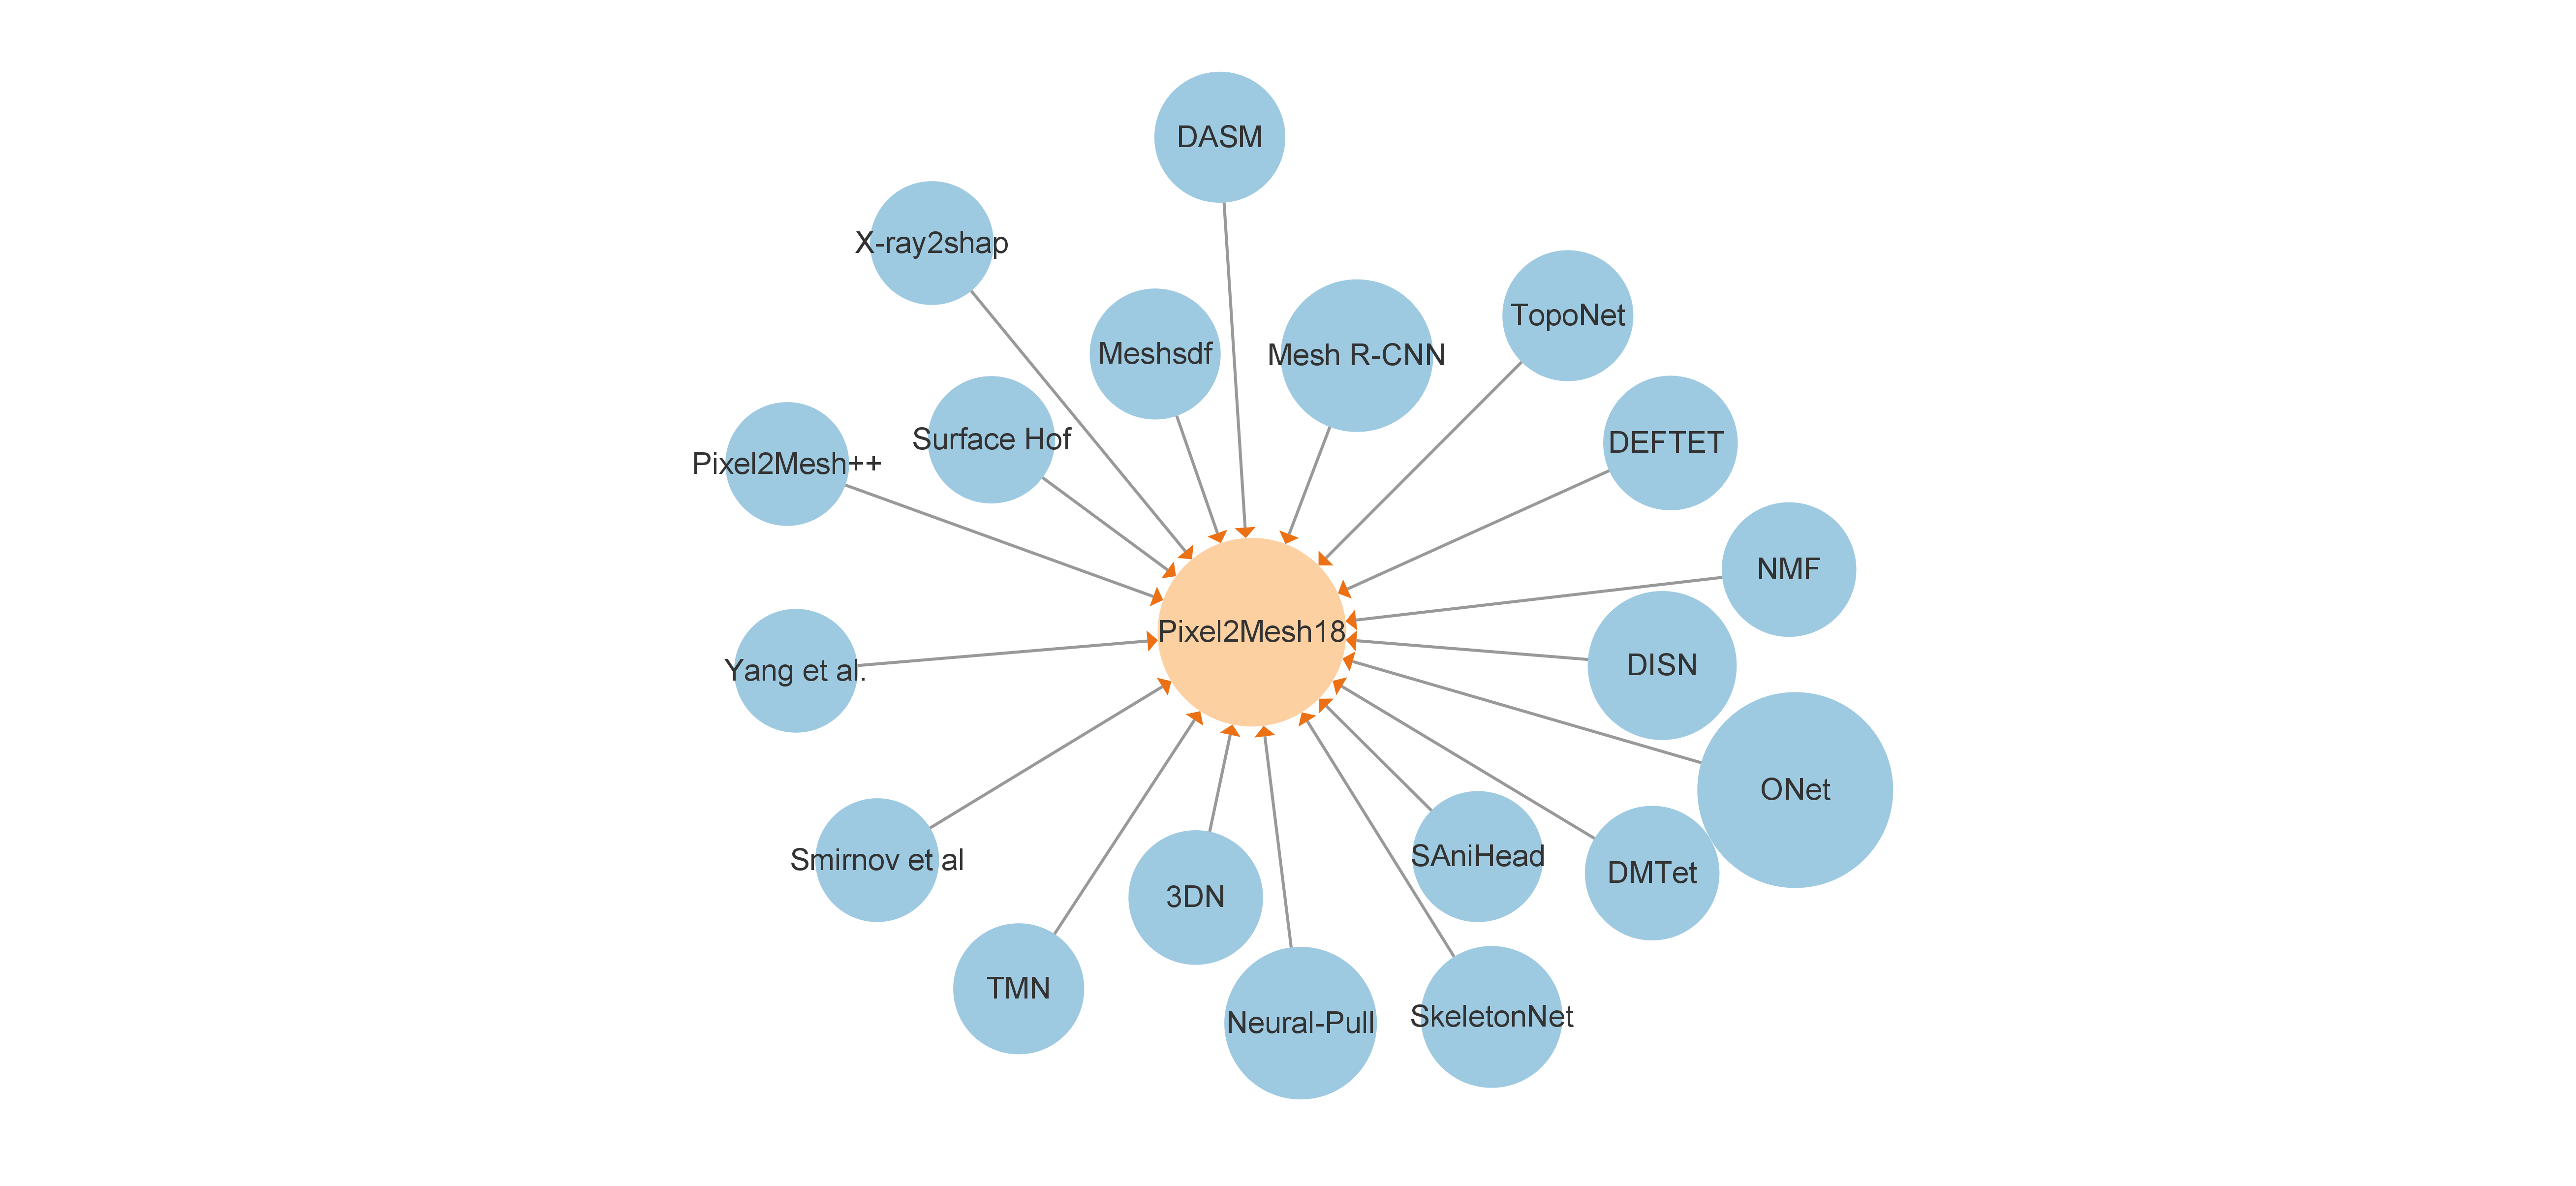 DASM
X-ray2shap
TopoNet
Meshsdf
Mesh R-CNN
Surface Hof
DEFTET
Pixel2Mesh++
NMF
Pixel2Mesh18
DISN
Yang et al.
ONet
SAniHead
Smirnov et al
DMTet
3DN
TMN
SkeletonNet
Neural-Pull